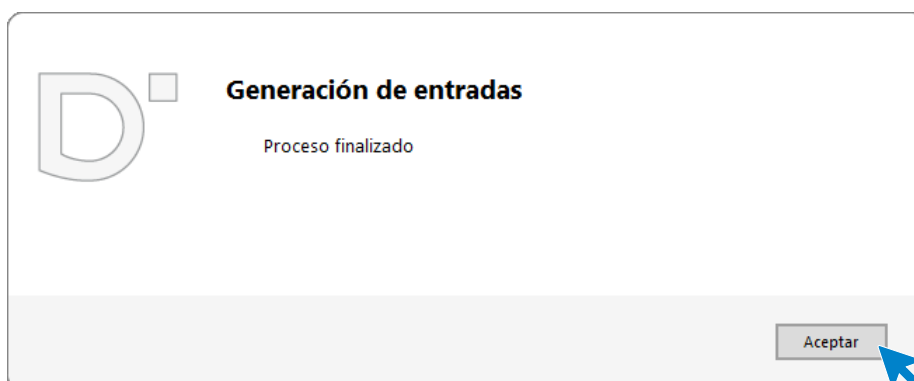 Generación de entradas
Proceso finalizado
Aceptar